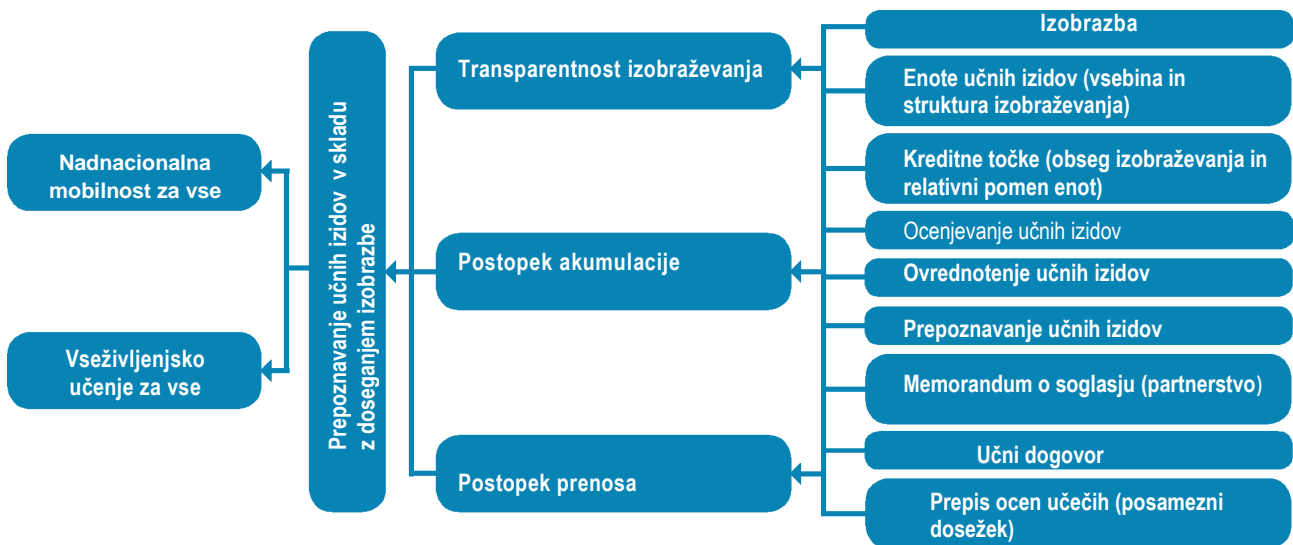 Nadnacionalna
mobilnost za vse
Vseživljenjsko
učenje za vse
Prepoznavanje učnih izidov v skladu
z doseganjem izobrazbe
Transparentnost izobraževanja
Postopek akumulacije
Postopek prenosa
Izobrazba
Enote učnih izidov (vsebina in
struktura izobraževanja)
Kreditne točke (obseg izobraževanja in
relativni pomen enot)
Ocenjevanje učnih izidov
Ovrednotenje učnih izidov
Prepoznavanje učnih izidov
Memorandum o soglasju (partnerstvo)
Učni dogovor
Prepis ocen učečih (posamezni
dosežek)